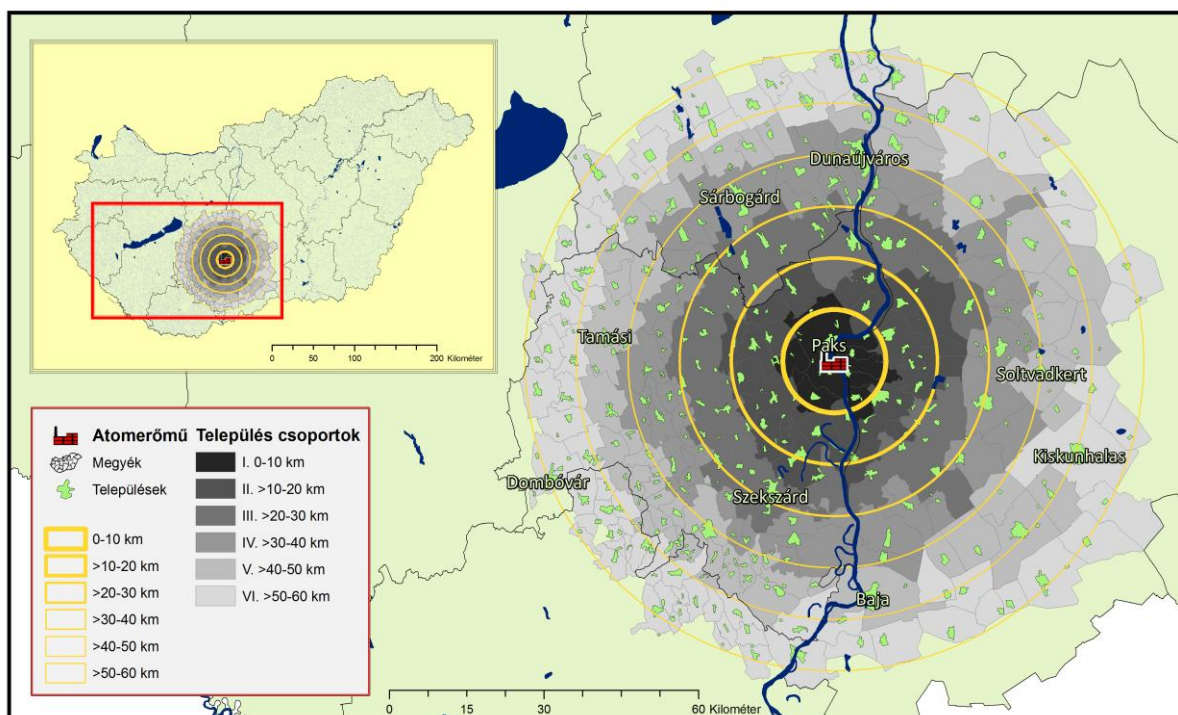 0 50 100 150 200 Kilométer
Dunaújváros
Sárbogárd
Paks
Tamási
Soltvadkert
Kiskunhalas
Dombóvár
Szekszárd
Baja
Atomerőmű
Megyék
Települések
0-10 km
>10-20 km
>20-30 km
>30-40 km
>40-50 km
>50-60 km
Település csoportok
I. 0-10 km
II. >10-20 km
III. >20-30 km
IV. >30-40 km
V. >40-50 km
VI. >50-60 km
0 15 30 60 Kilométer